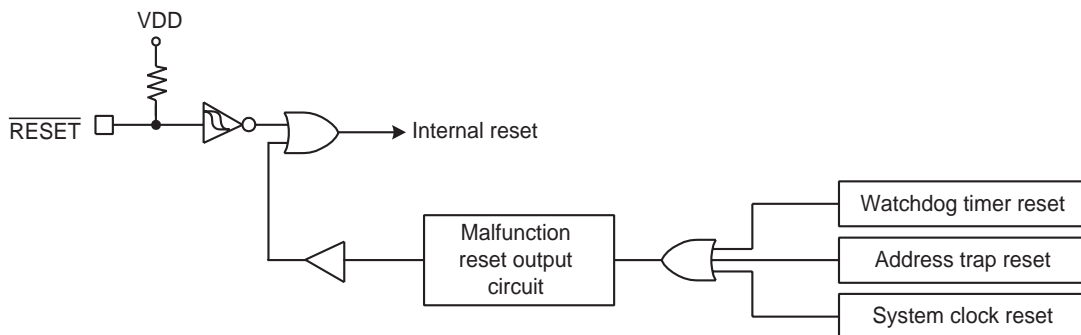 VDD
RESET
Internal reset
Watchdog timer reset
Malfunction
reset output
circuit
Address trap reset
System clock reset